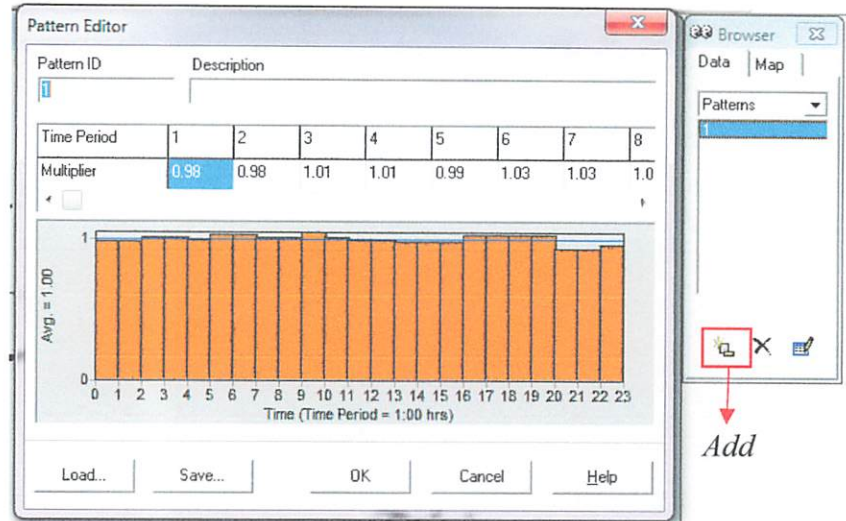 Pattern Editor
Pattern ID Description
1
Time Period 1 2 3 4 5 6 7 8
Multiplier 0.98 0.98 1.01 1.01 0.99 1.03 1.03 1.0
1
Avg. = 1.00
0
0 1 2 3 4 5 6 7 8 9 10 11 12 13 14 15 16 17 18 19 20 21 22 23
Time (Time Period = 1:00 hrs)
Load... Save... OK Cancel Help
Browser
Data Map
Patterns
1
Add